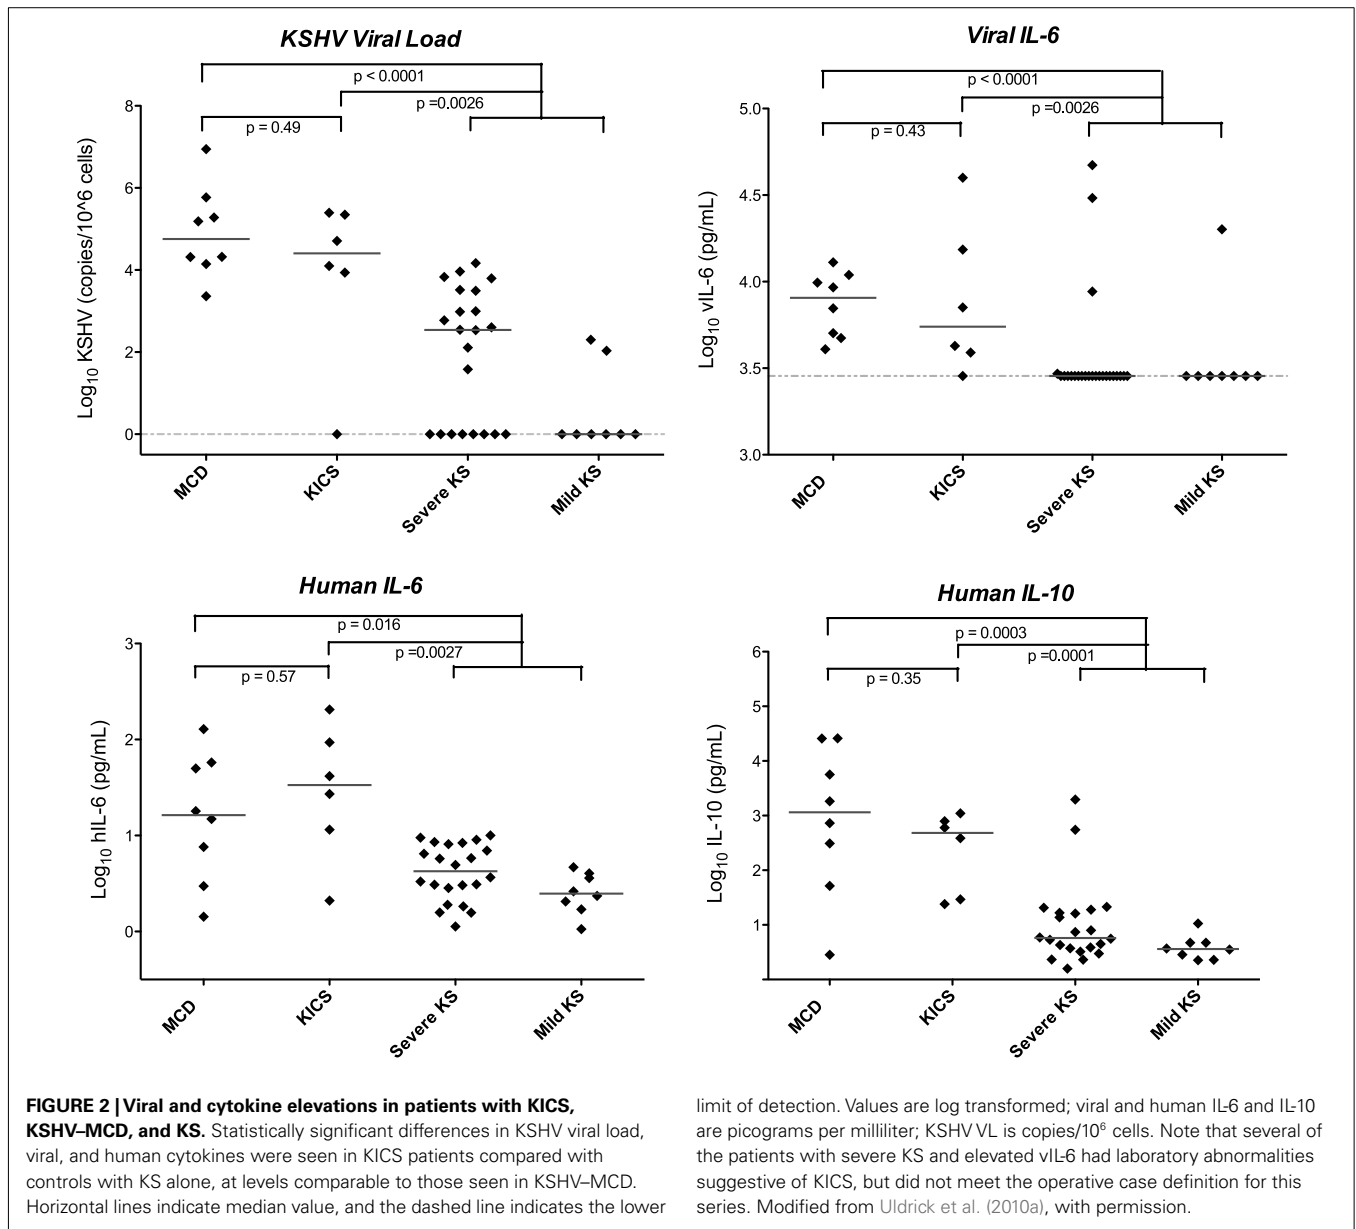 KSHV Viral Load
p < 0.0001
p =0.0026
p = 0.49
Log10 KSHV (copies/10^6 cells)
8
6
4
2
0
MCD
KICS
Severe KS
Mild KS
Viral IL-6
p < 0.0001
p =0.0026
p = 0.43
Log10 vIL-6 (pg/mL)
5.0
4.5
4.0
3.5
3.0
MCD
KICS
Severe KS
Mild KS
Human IL-6
p = 0.016
p =0.0027
p = 0.57
Log10 hIL-6 (pg/mL)
3
2
1
0
MCD
KICS
Severe KS
Mild KS
Human IL-10
p = 0.0003
p =0.0001
p = 0.35
Log10 IL-10 (pg/mL)
6
5
4
3
2
1
MCD
KICS
Severe KS
Mild KS
FIGURE 2 | Viral and cytokine elevations in patients with KICS,
KSHV–MCD, and KS. Statistically significant differences in KSHV viral load,
viral, and human cytokines were seen in KICS patients compared with
controls with KS alone, at levels comparable to those seen in KSHV–MCD.
Horizontal lines indicate median value, and the dashed line indicates the lower
limit of detection. Values are log transformed; viral and human IL-6 and IL-10
are picograms per milliliter; KSHV VL is copies/10⁶ cells. Note that several of
the patients with severe KS and elevated vIL-6 had laboratory abnormalities
suggestive of KICS, but did not meet the operative case definition for this
series. Modified from Uldrick et al. (2010a), with permission.